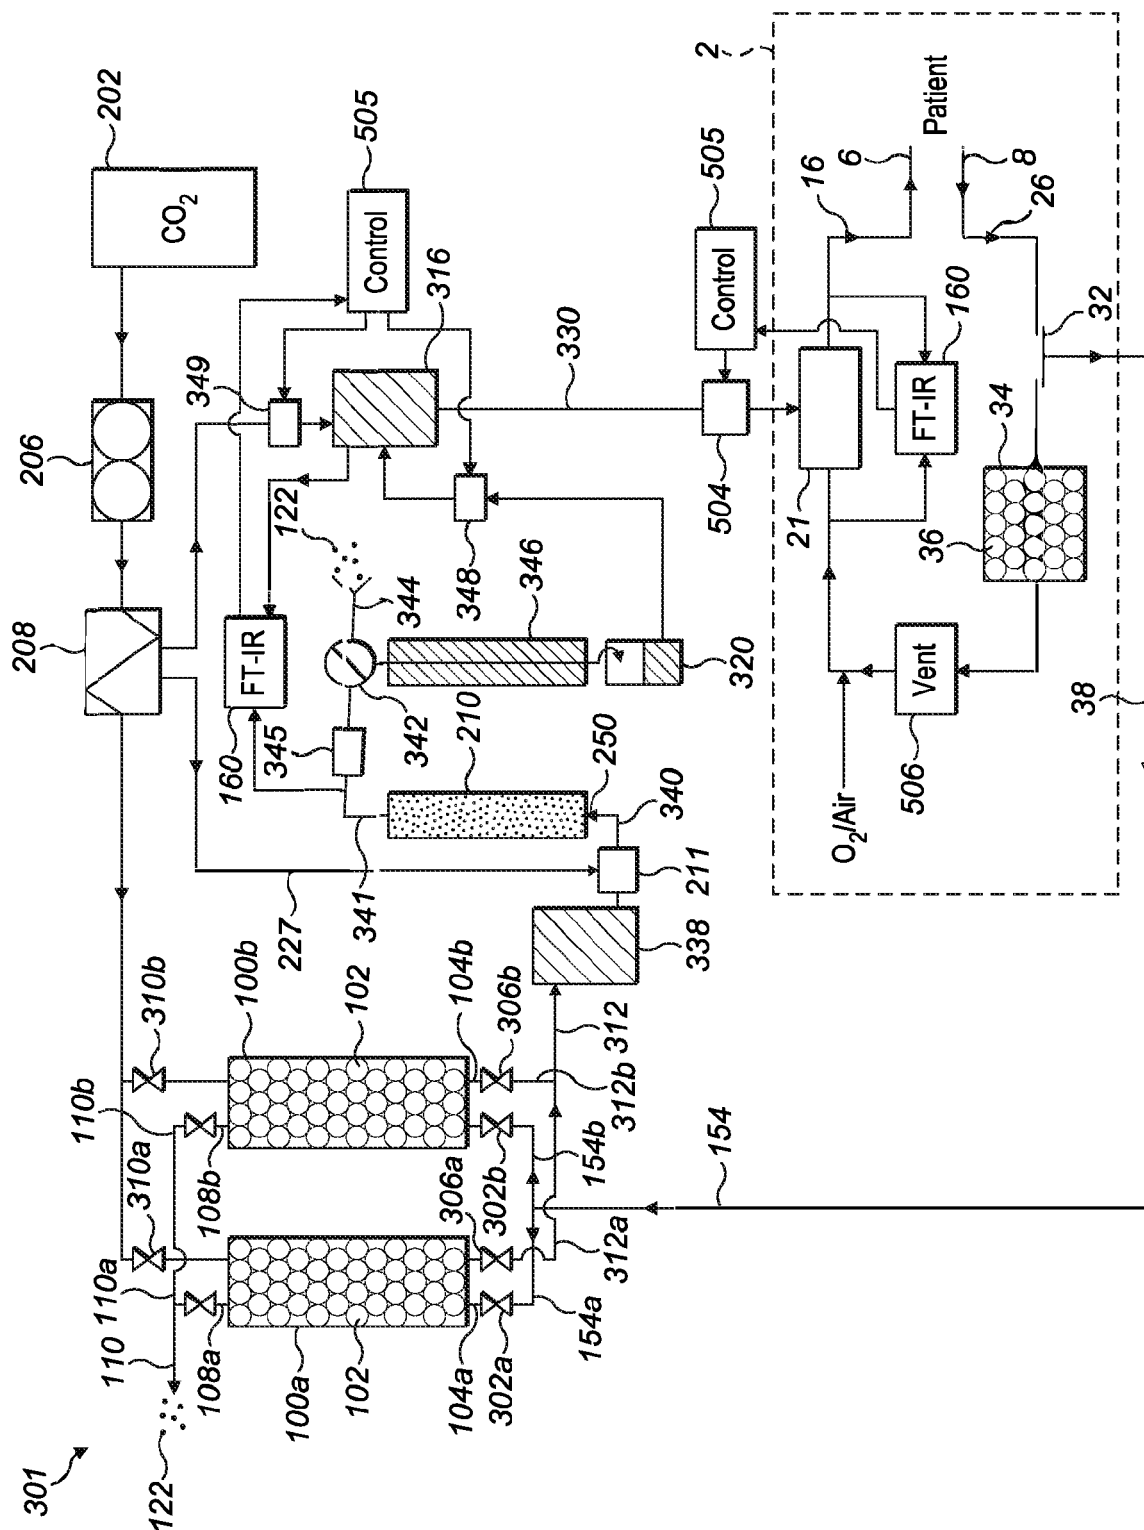 301
122
110
110a
310a
110b
310b
108a
108b
100a
102
100b
102
104a
302a
306a
302b
104b
306b
154a
312a
154b
312b
312
154
338
227
341
211
340
250
210
208
206
202
CO₂
160
FT-IR
345
342
344
122
346
320
348
349
316
505
Control
330
504
505
Control
2
21
16
6
Patient
8
26
160
FT-IR
32
34
36
Vent
506
O₂/Air
38